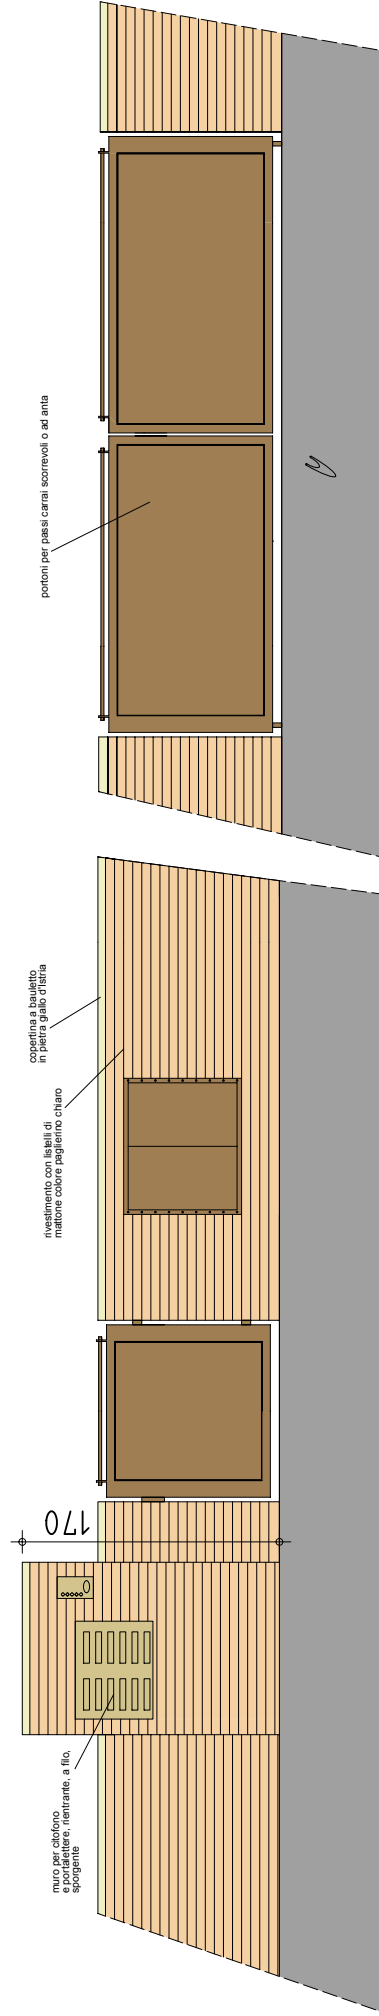 muro per citofono
e portalettere, rientrante, a filo,
sporgente
170
rivestimento con listelli di
mattone colore paglierino chiaro
copertina a bauletto
in pietra giallo d'Istria
portoni per passi carrai scorrevoli o ad anta